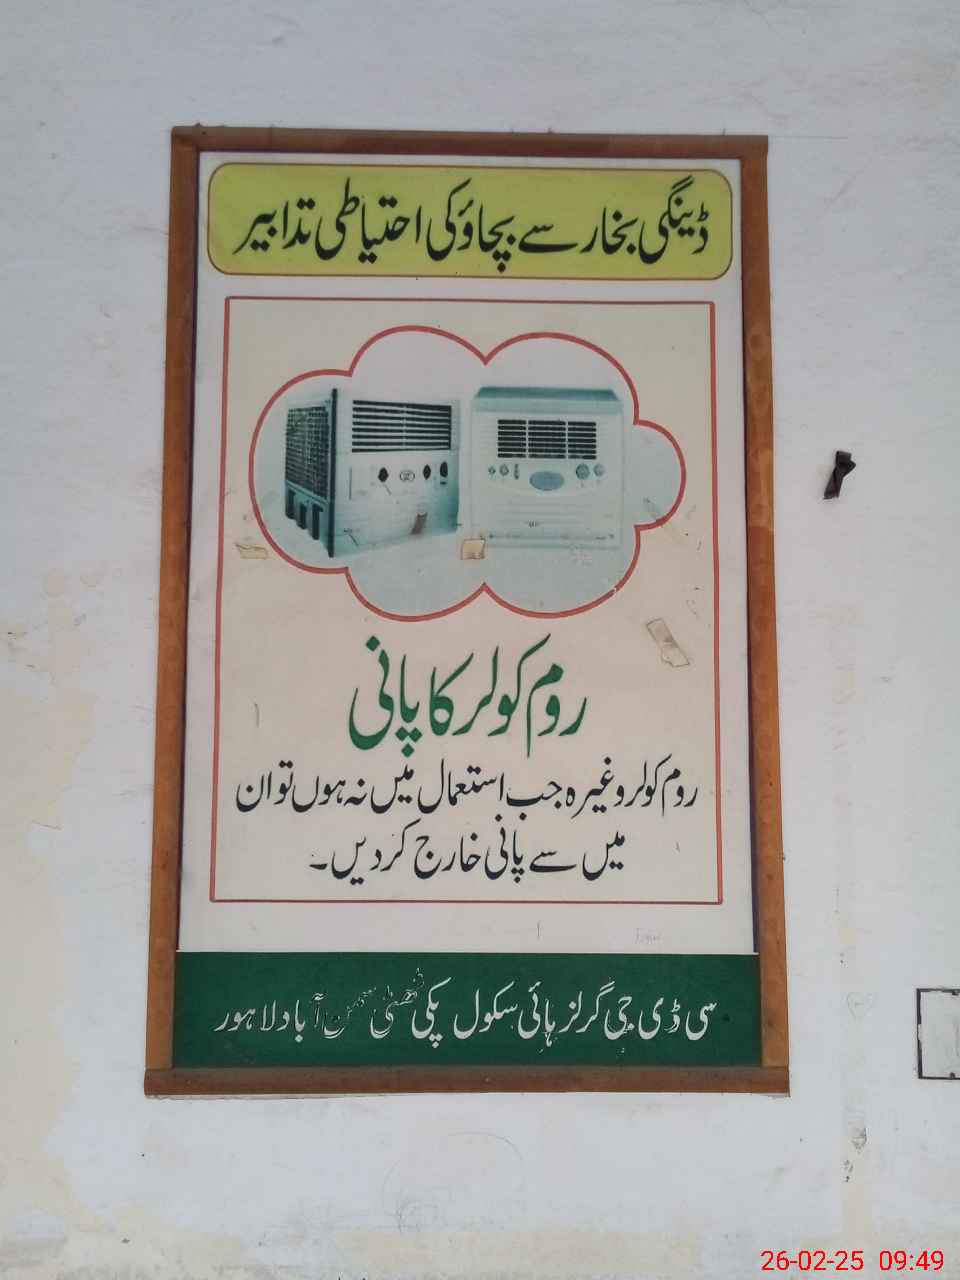 ڈینگی بخار سے بچاؤ کی احتیاطی تدابیر
روم کولر کا پانی
روم کولر وغیرہ جب استعمال میں نہ ہوں تو ان
میں سے پانی خارج کر دیں۔
سی ڈی جی گرلز ہائی سکول پکی ٹھٹی سمن آباد لاہور
26-02-25 09:49